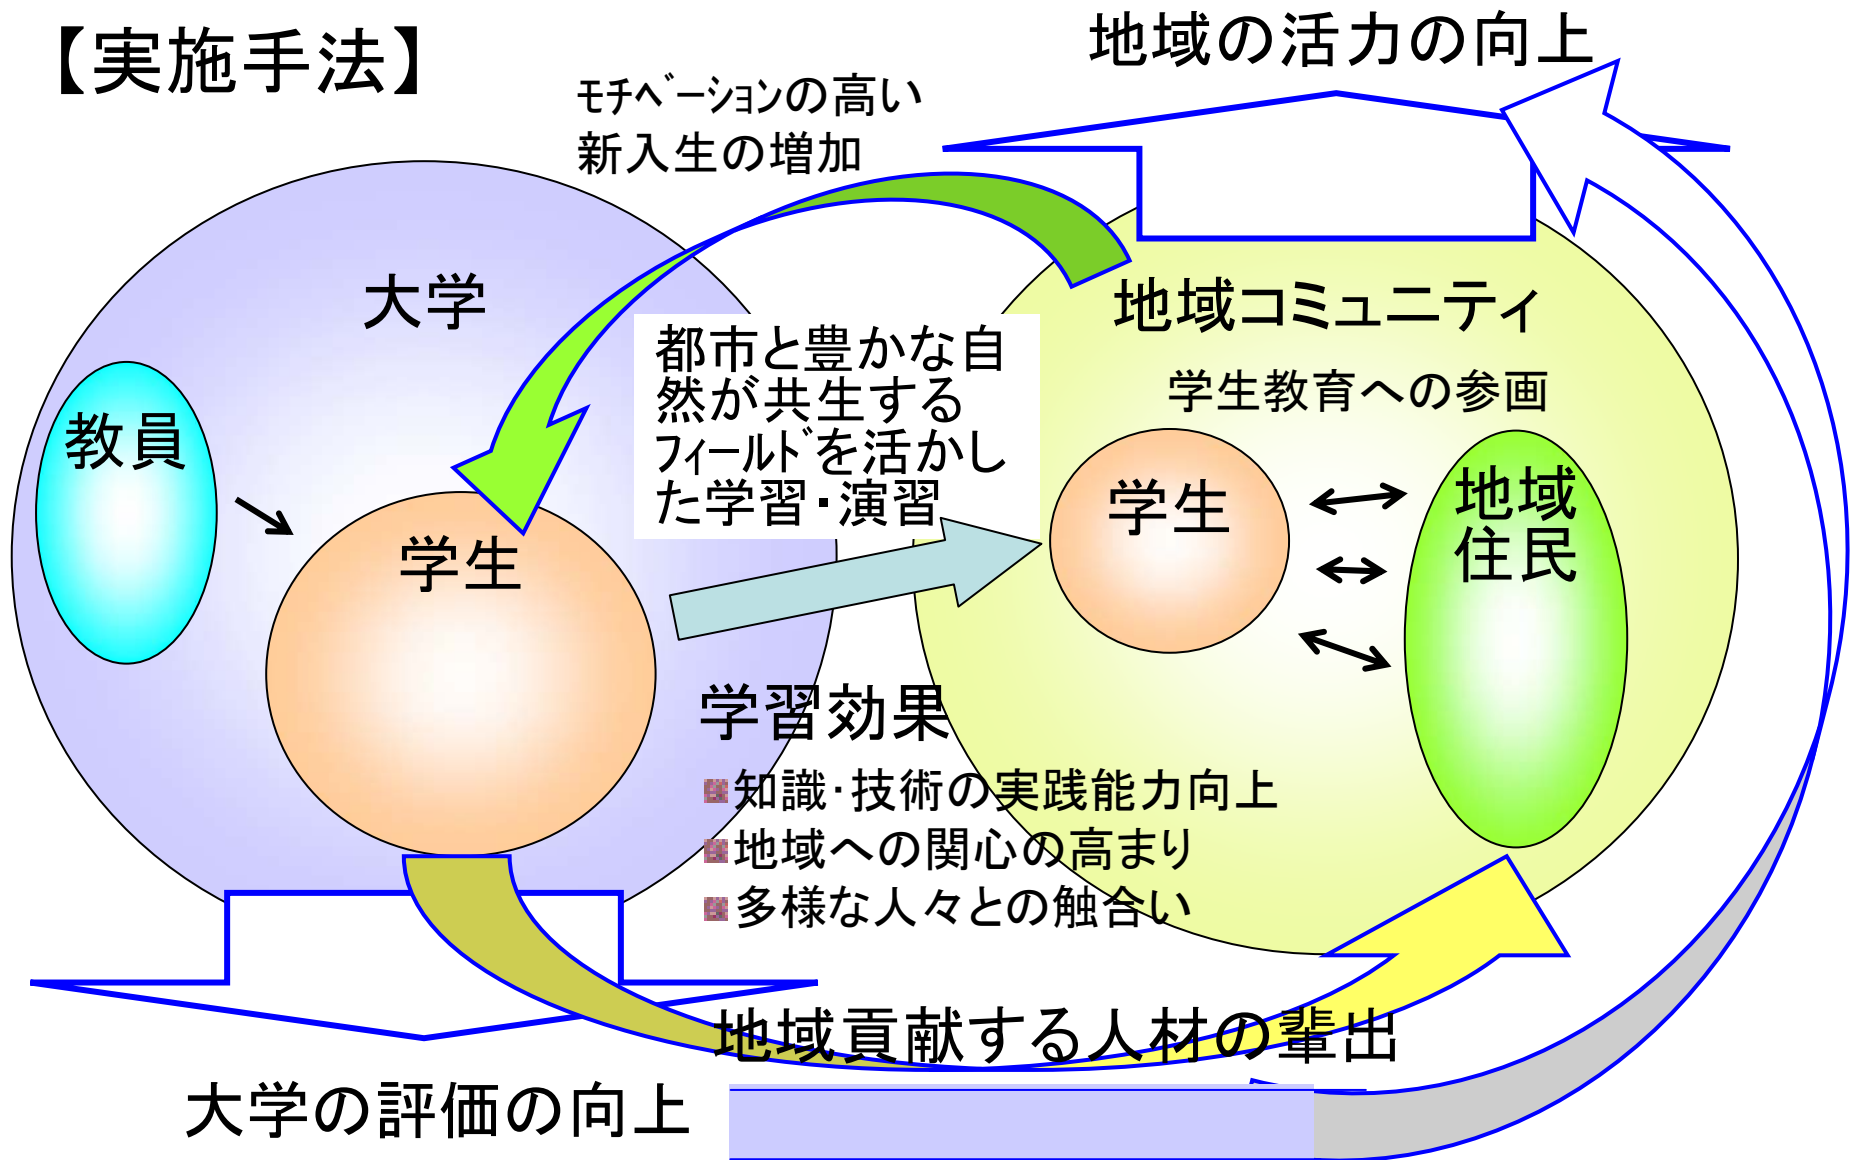 【実施手法】
地域の活力の向上
ﾓﾁﾍﾞｰｼｮﾝの高い
新入生の増加
大学
地域コミュニティ
都市と豊かな自
然が共生する
ﾌｨｰﾙﾄﾞを活かし
た学習・演習
学生教育への参画
教員
学生
学生
地域
住民
学習効果
知識・技術の実践能力向上
地域への関心の高まり
多様な人々との触合い
地域貢献する人材の輩出
大学の評価の向上